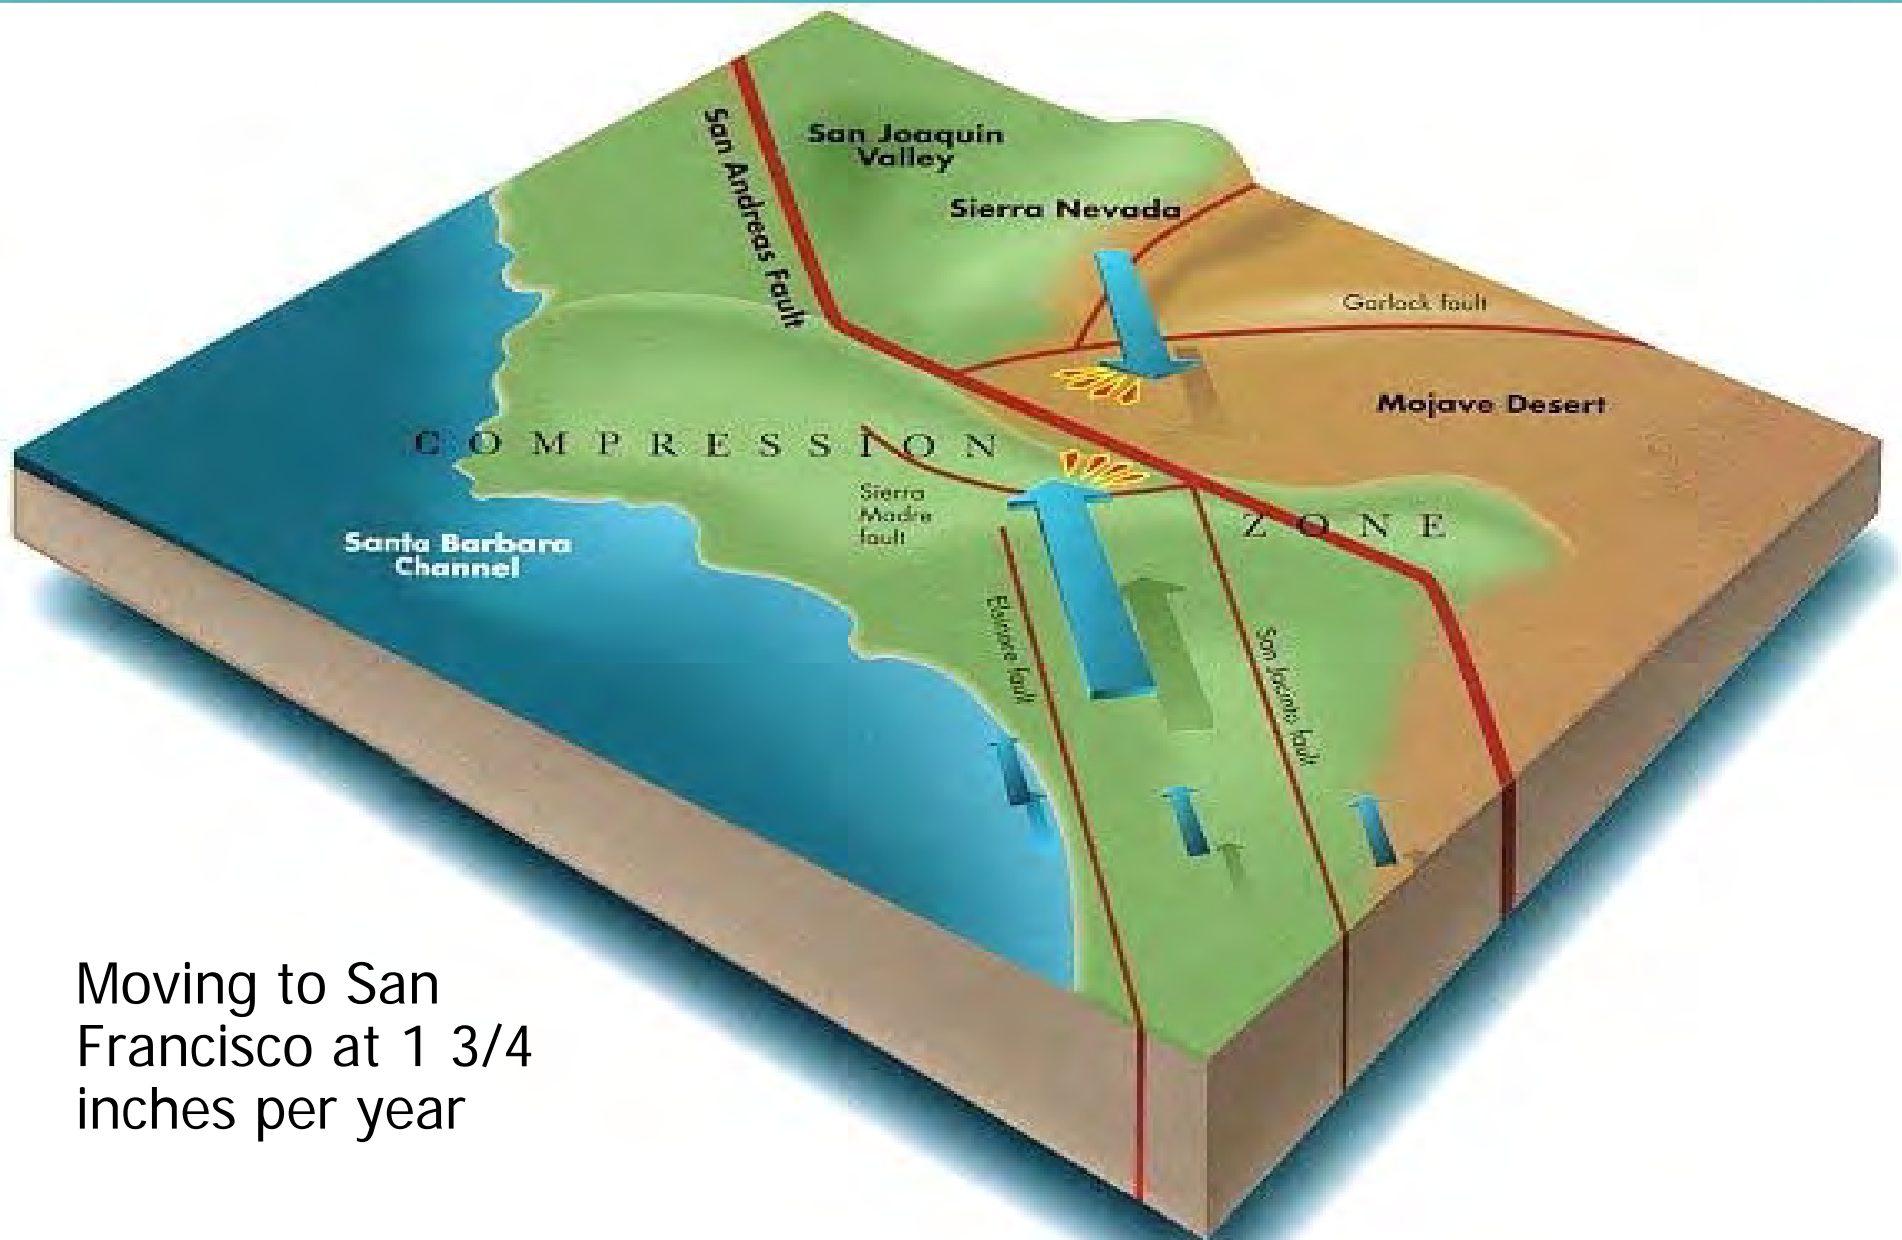 San Andreas Fault
San Joaquin
Valley
Sierra Nevada
Garlock fault
Mojave Desert
COMPRESSION
ZONE
Sierra
Madre
fault
Santa Barbara
Channel
Elsinore fault
San Jacinto fault
Moving to San
Francisco at 1 3/4
inches per year